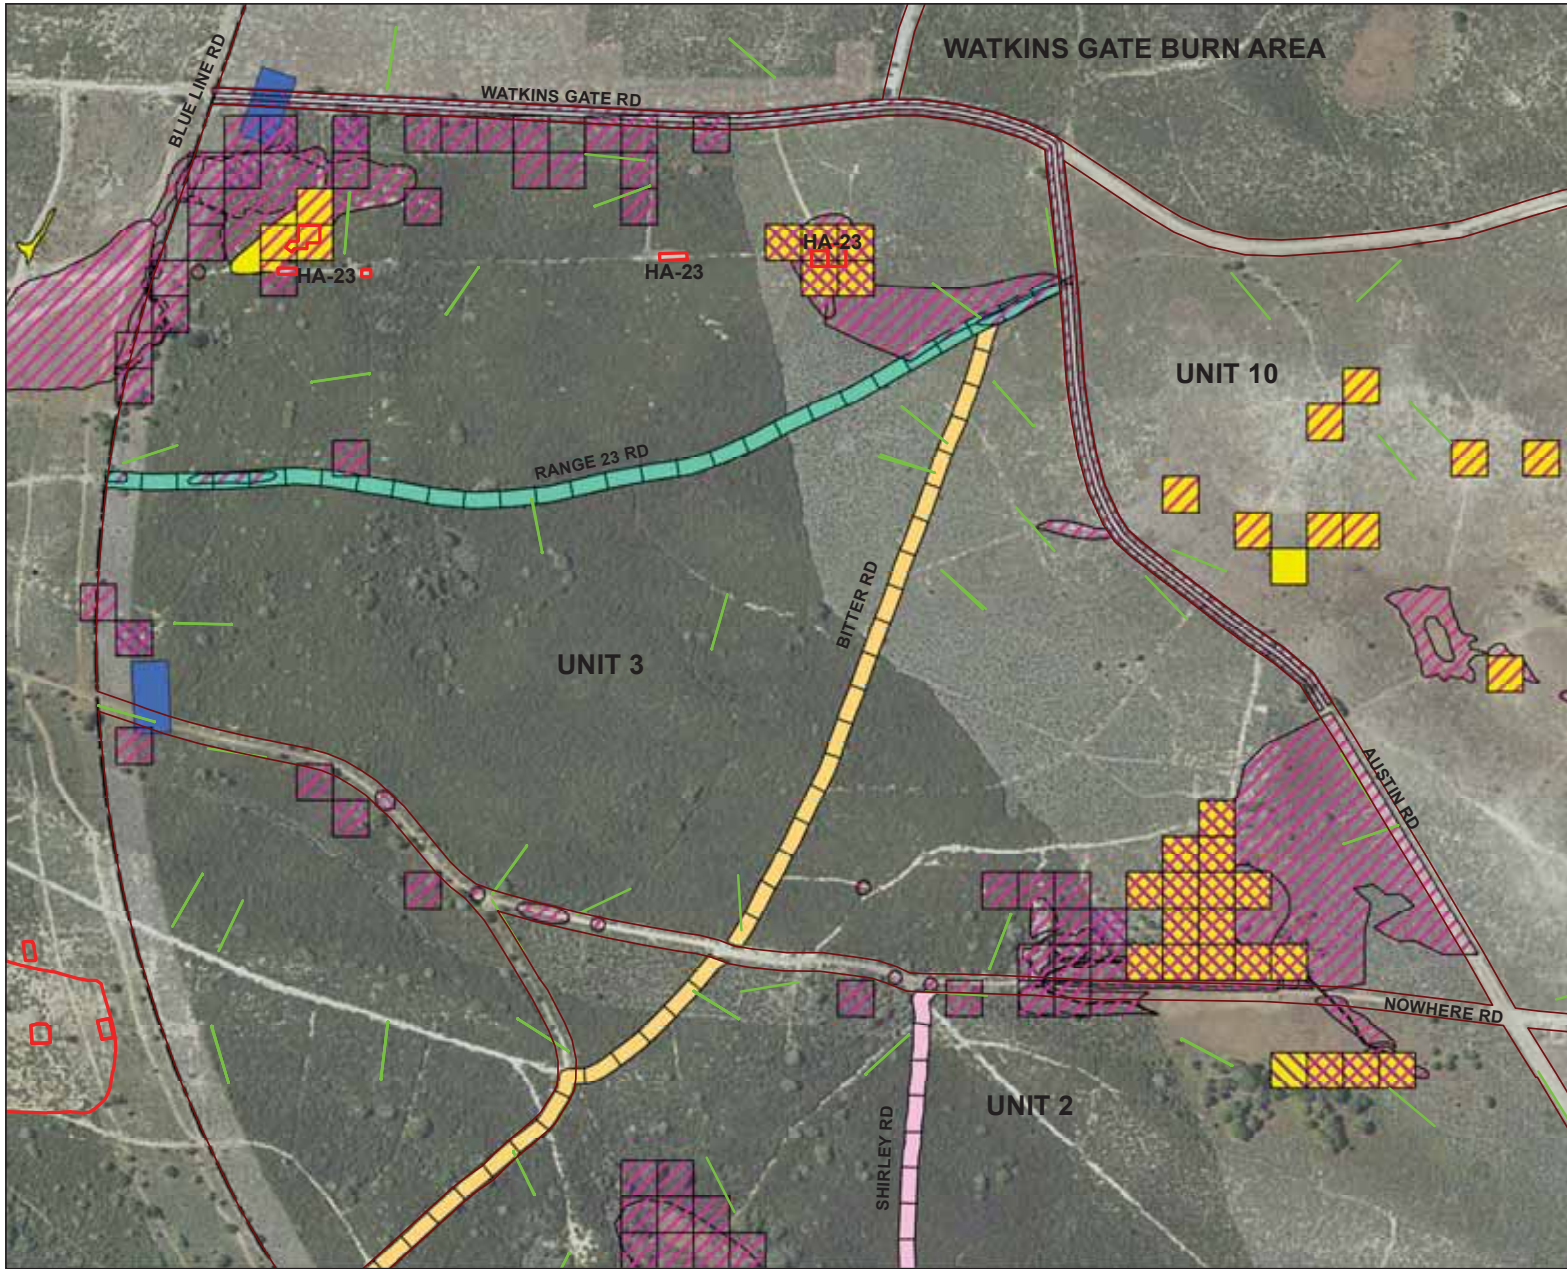 WATKINS GATE BURN AREA
BLUE LINE RD
WATKINS GATE RD
HA-23
HA-23
HA-23
UNIT 10
RANGE 23 RD
BITTER RD
UNIT 3
AUSTIN RD
NOWHERE RD
UNIT 2
SHIRLEY RD